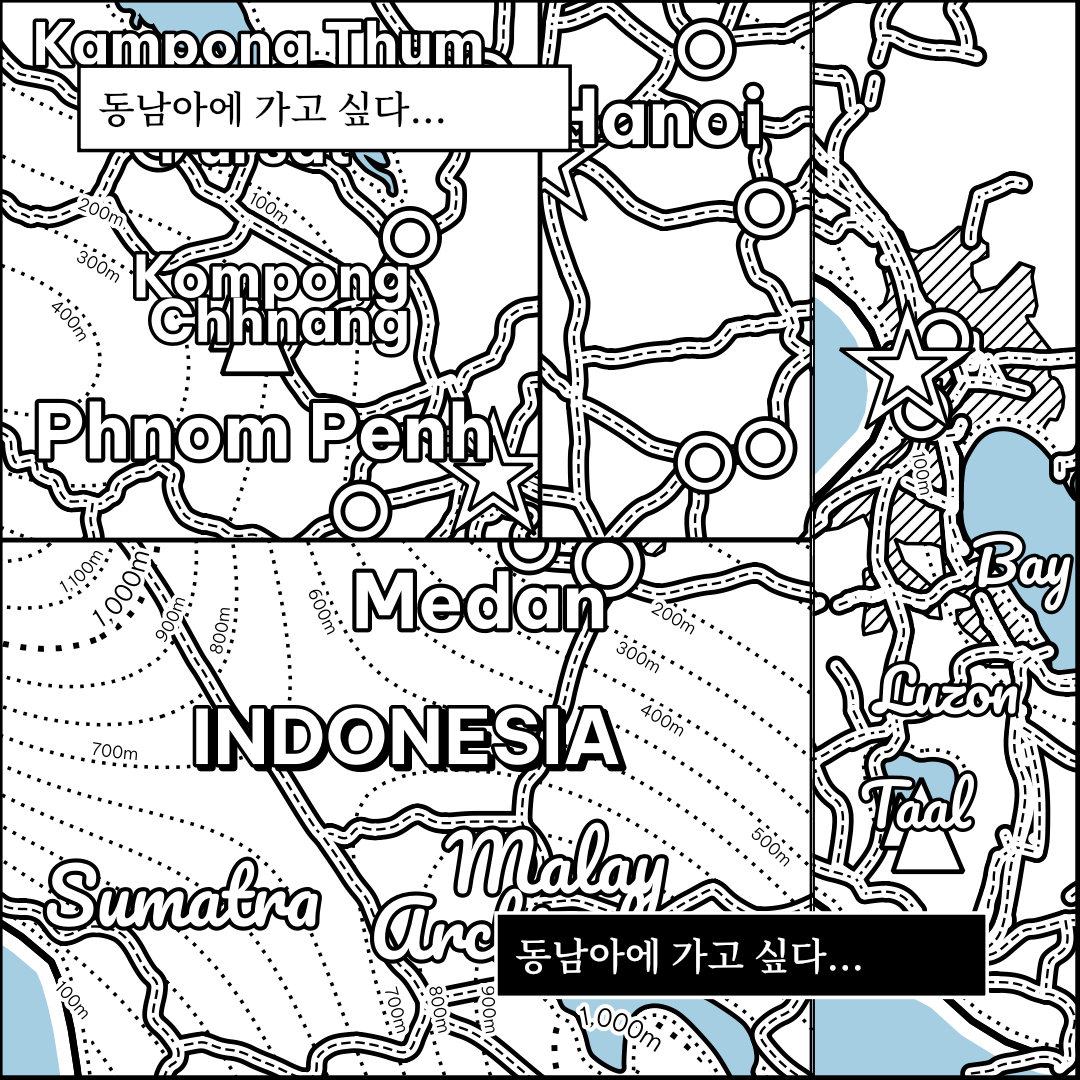 Kampong Thum
동남아에 가고 싶다...
Pursat
200m
100m
300m
400m
Kompong
Chhnang
Phnom Penh
Hanoi
100m
Bay
Luzon
Taal
1,100m
1,000m
900m
800m
600m
Medan
200m
300m
400m
700m
INDONESIA
500m
Sumatra
Malay
동남아에 가고 싶다...
100m
700m
800m
900m
1,000m